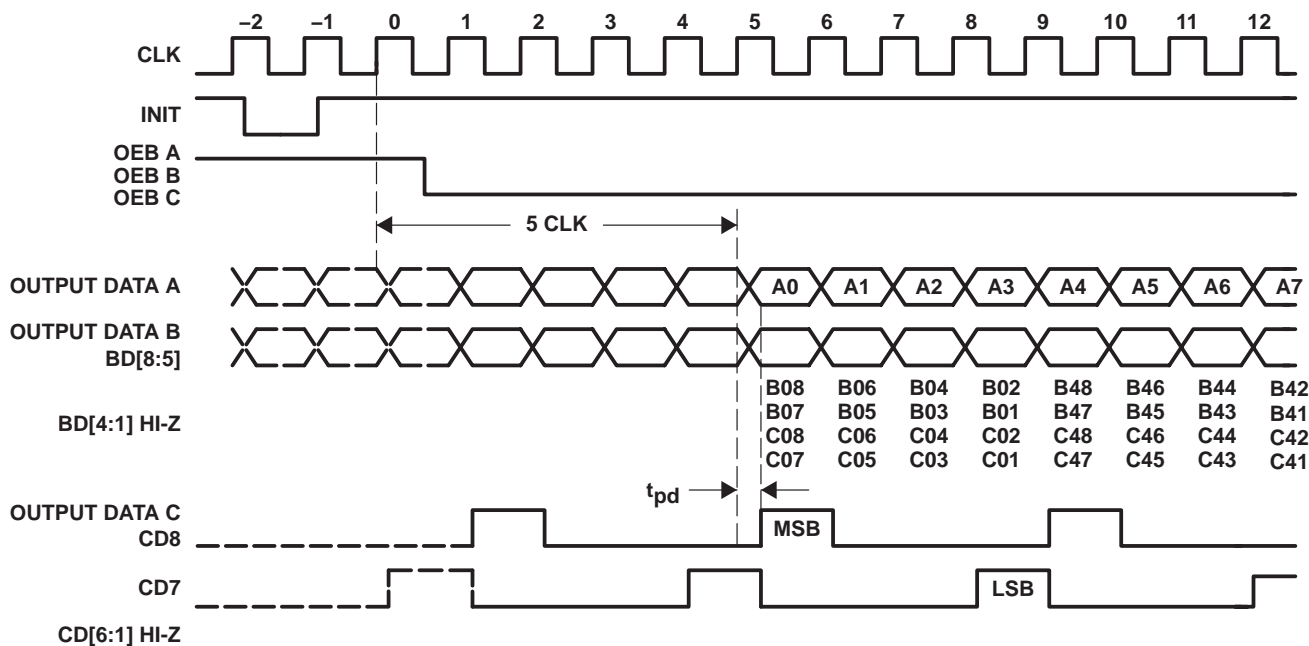 –2 –1 0 1 2 3 4 5 6 7 8 9 10 11 12
CLK
INIT
OEB A
OEB B
OEB C
5 CLK
OUTPUT DATA A
A0 A1 A2 A3 A4 A5 A6 A7
OUTPUT DATA B
BD[8:5]
B08 B06 B04 B02 B48 B46 B44 B42
B07 B05 B03 B01 B47 B45 B43 B41
BD[4:1] HI-Z
C08 C06 C04 C02 C48 C46 C44 C42
C07 C05 C03 C01 C47 C45 C43 C41
tpd
OUTPUT DATA C
CD8
MSB
CD7
LSB
CD[6:1] HI-Z